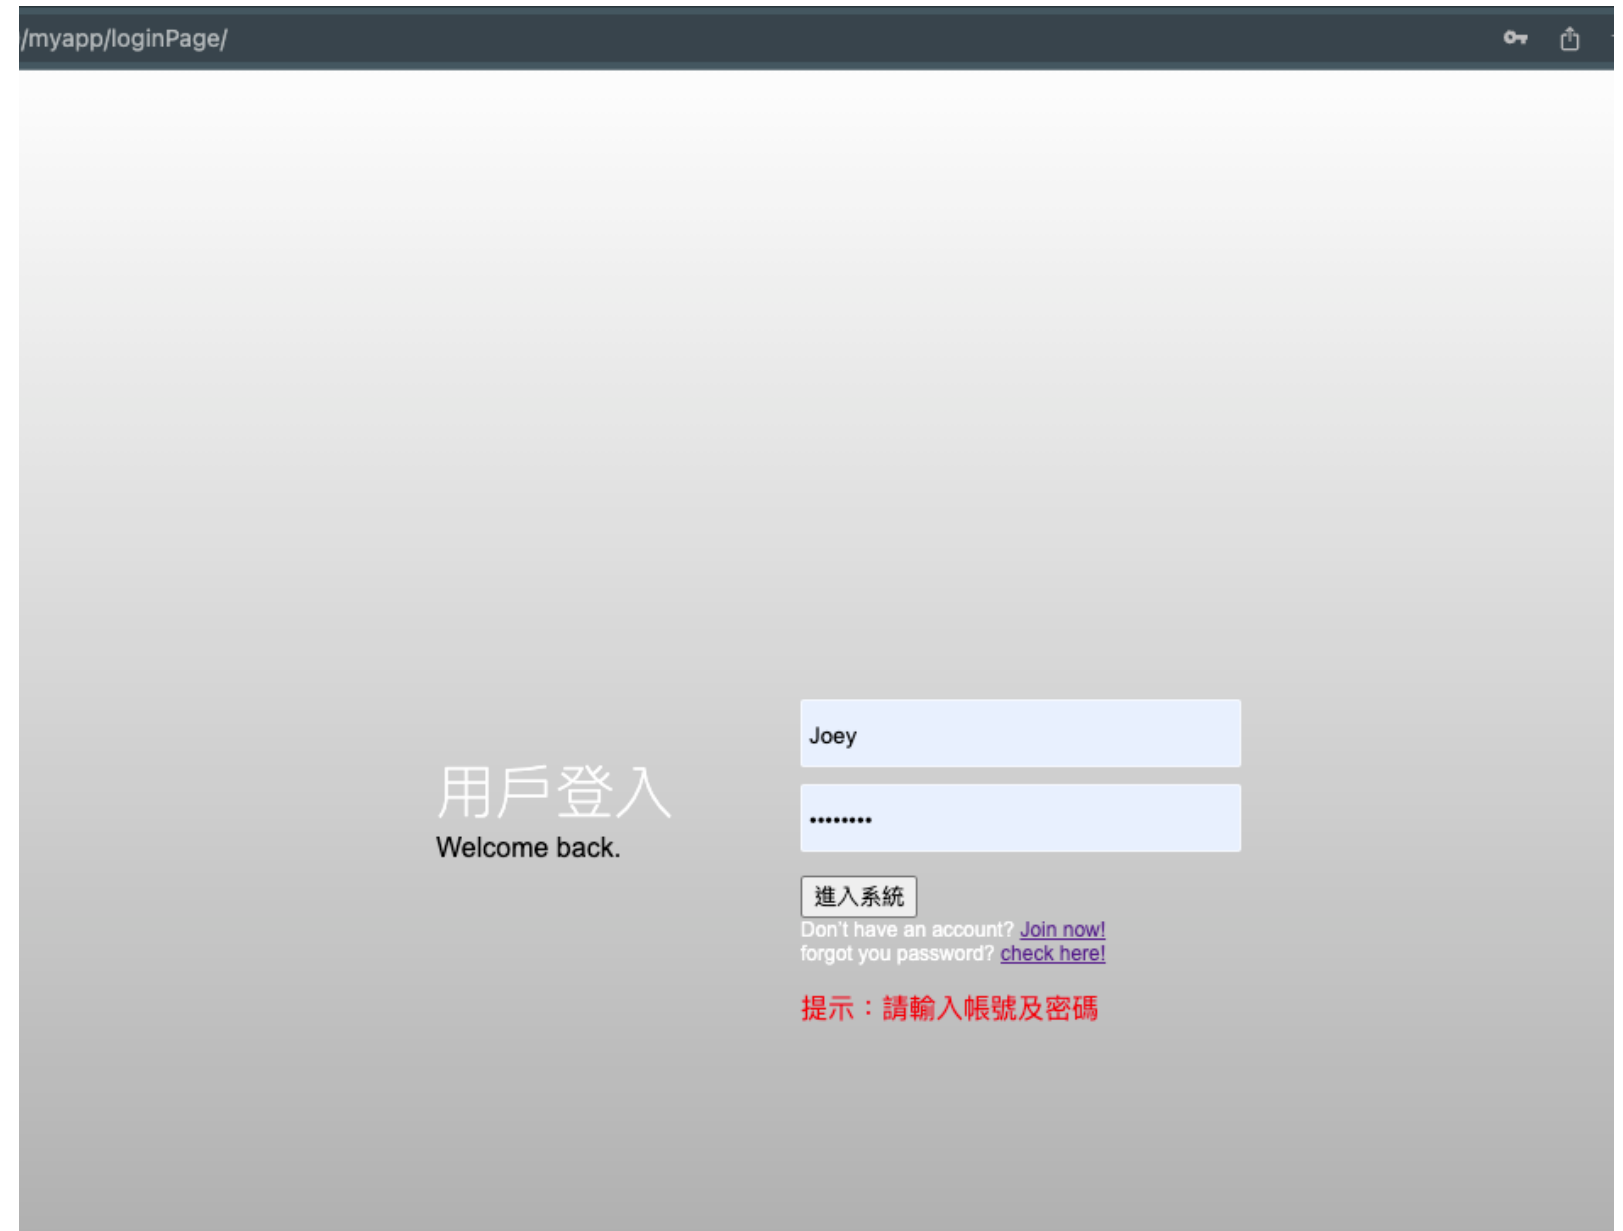 /myapp/loginPage/
用戶登入
Welcome back.
Joey
••••••••
進入系統
Don't have an account? Join now!
forgot you password? check here!
提示：請輸入帳號及密碼